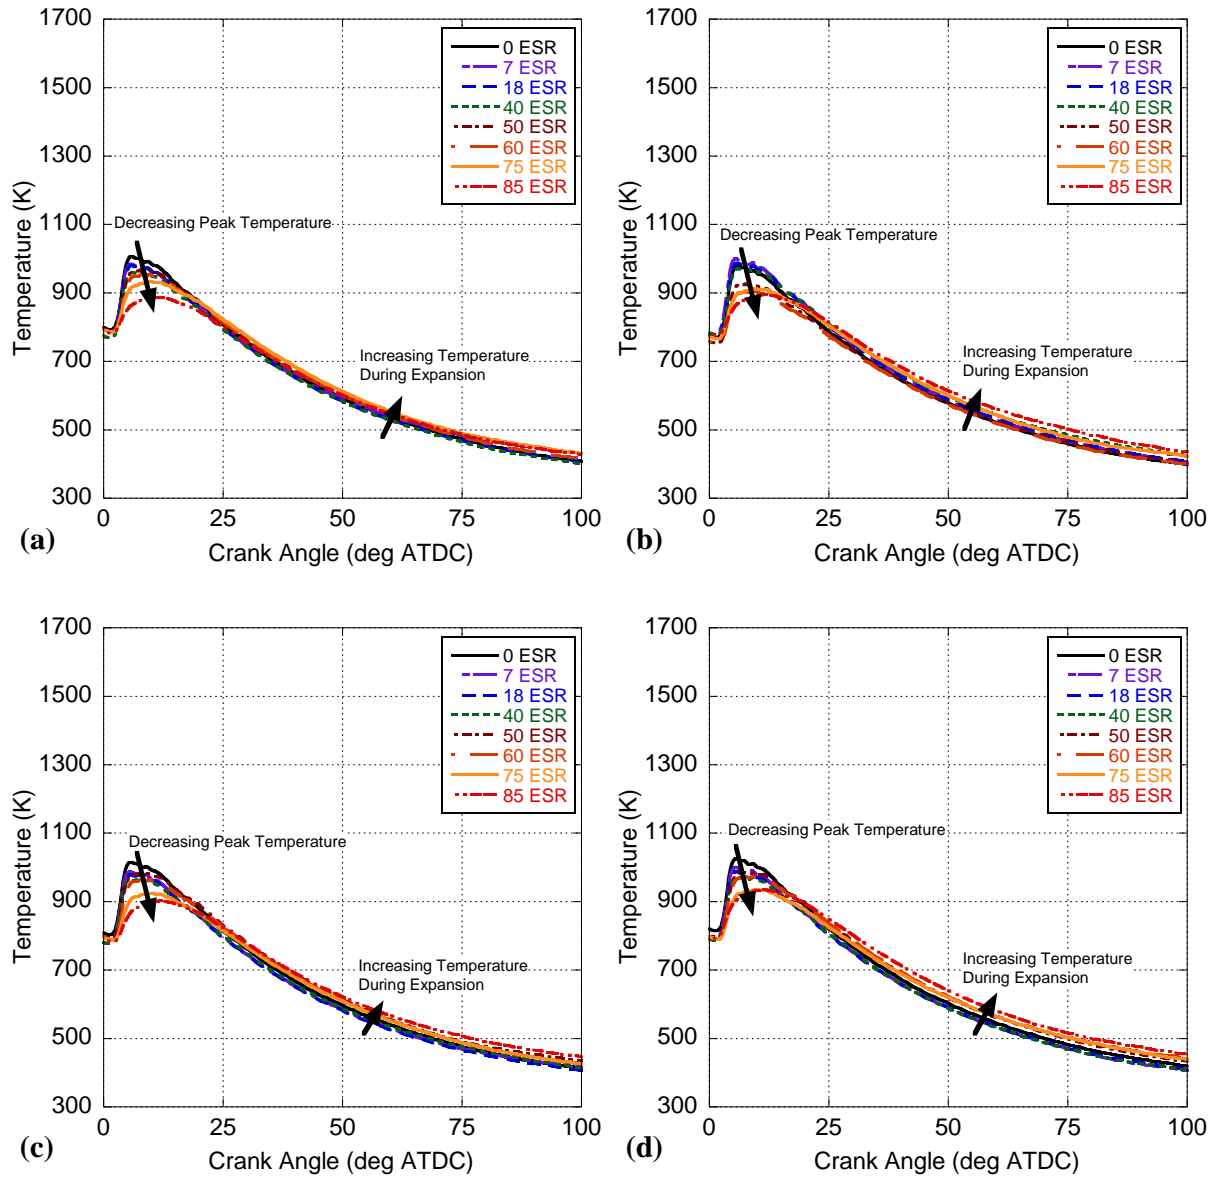 1700
1500
1300
1100
900
700
500
300
Temperature (K)
0 ESR
7 ESR
18 ESR
40 ESR
50 ESR
60 ESR
75 ESR
85 ESR
Decreasing Peak Temperature
Increasing Temperature
During Expansion
0
25
50
75
100
(a)
Crank Angle (deg ATDC)
1700
1500
1300
1100
900
700
500
300
Temperature (K)
0 ESR
7 ESR
18 ESR
40 ESR
50 ESR
60 ESR
75 ESR
85 ESR
Decreasing Peak Temperature
Increasing Temperature
During Expansion
0
25
50
75
100
(b)
Crank Angle (deg ATDC)
1700
1500
1300
1100
900
700
500
300
Temperature (K)
0 ESR
7 ESR
18 ESR
40 ESR
50 ESR
60 ESR
75 ESR
85 ESR
Decreasing Peak Temperature
Increasing Temperature
During Expansion
0
25
50
75
100
(c)
Crank Angle (deg ATDC)
1700
1500
1300
1100
900
700
500
300
Temperature (K)
0 ESR
7 ESR
18 ESR
40 ESR
50 ESR
60 ESR
75 ESR
85 ESR
Decreasing Peak Temperature
Increasing Temperature
During Expansion
0
25
50
75
100
(d)
Crank Angle (deg ATDC)